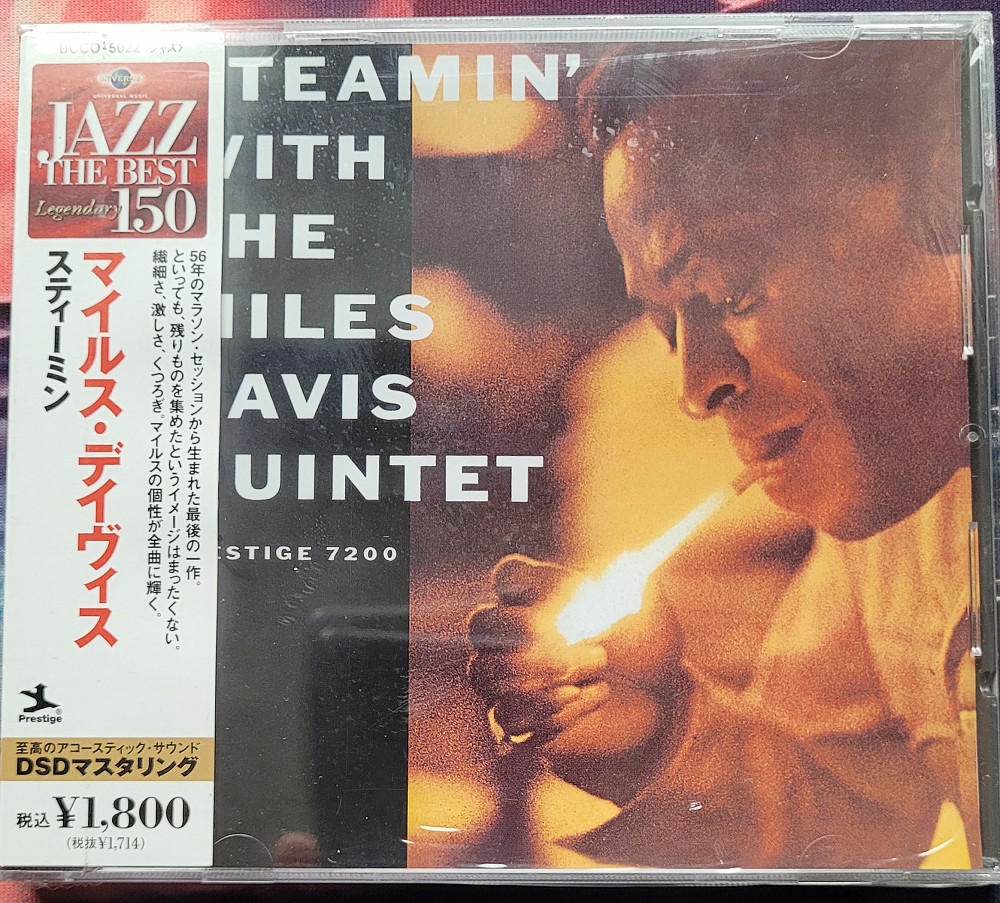 UCCO-5022 <ジャズ>
UNIVERSAL
UNIVERSAL MUSIC
JAZZ
THE BEST
Legendary 150
56年のマラソン・セッションから生まれた最後の一作。
といっても、残りものを集めたというイメージはまったくない。
繊細さ、激しさ、くつろぎ。マイルスの個性が全曲に輝く。
マイルス・デイヴィス
スティーミン
Prestige®
至高のアコースティック・サウンド
DSDマスタリング
税込 ¥1,800
(税抜¥1,714)
TEAMIN'
WITH
HE
MILES
AVIS
UINTET
ESTIGE 7200